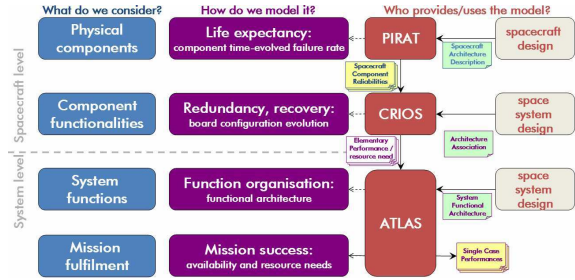 What do we consider?
How do we model it?
Who provides/uses the model?
Spacecraft level
Physical
components
Life expectancy:
component time-evolved failure rate
PIRAT
Spacecraft
Architecture
Description
spacecraft
design
Spacecraft
Component
Reliabilities
Component
functionalities
Redundancy, recovery:
board configuration evolution
CRIOS
Architecture
Association
space
system
design
Elementary
Performance /
resource need
System level
System
functions
Function organisation:
functional architecture
ATLAS
System
Functional
Architecture
space
system
design
Mission
fulfilment
Mission success:
availability and resource needs
Single Case
Performances